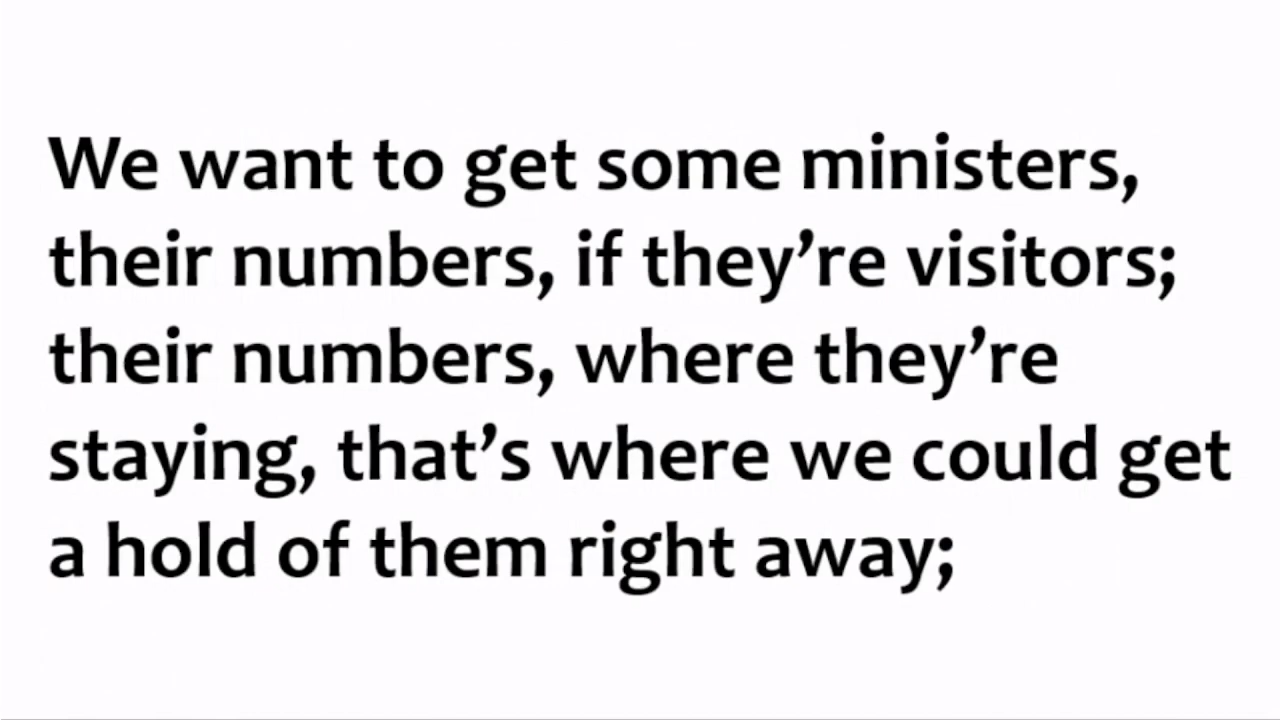 We want to get some ministers,
their numbers, if they’re visitors;
their numbers, where they’re
staying, that’s where we could get
a hold of them right away;